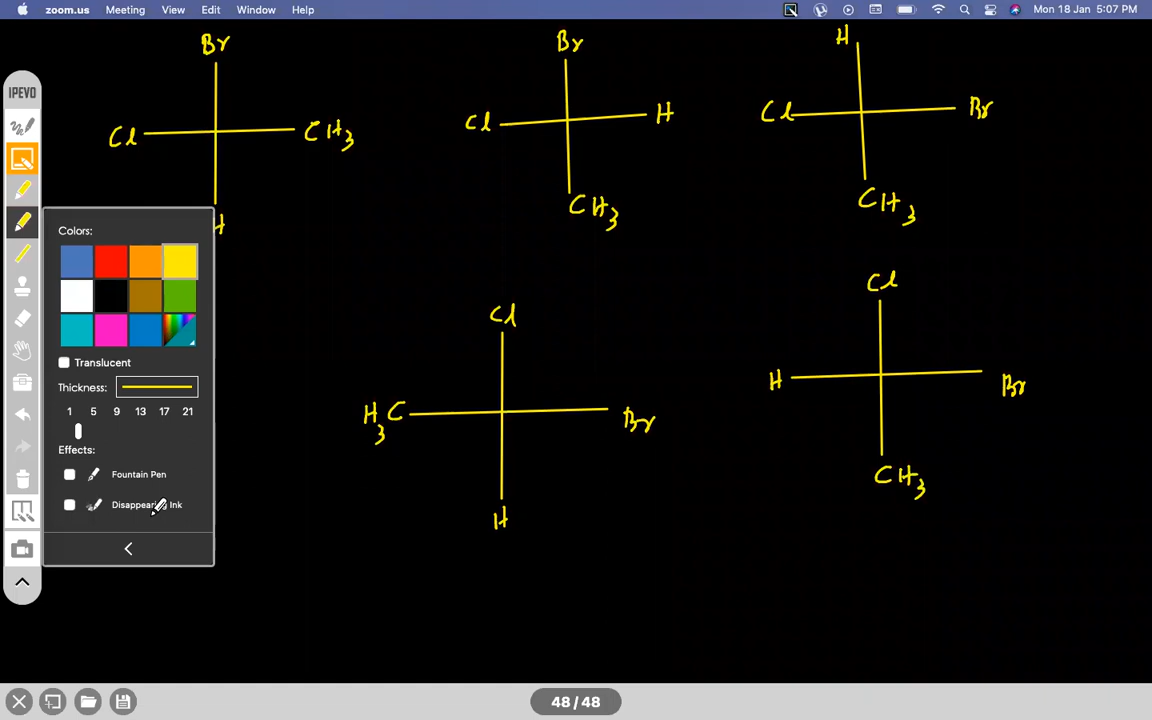 zoom.us Meeting View Edit Window Help Mon 18 Jan 5:07 PM
IPEVO
Br
Cl CH3
H
Br
Cl H
CH3
H
Cl Br
CH3
Colors:
Translucent
Thickness:
1 5 9 13 17 21
Effects:
Fountain Pen
Disappearing Ink
Cl
H3C Br
H
Cl
H Br
CH3
48/48